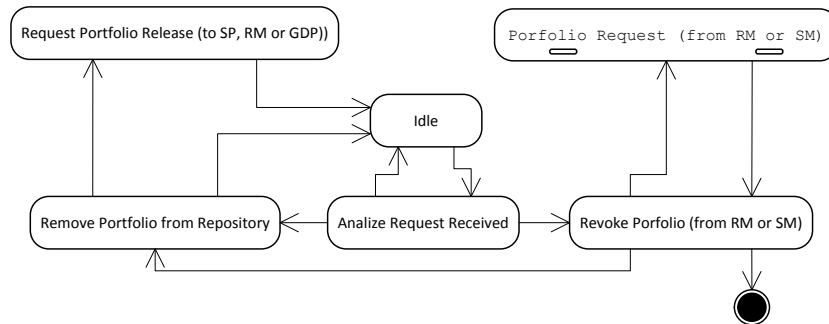 Request Portfolio Release (to SP, RM or GDP))
Porfolio Request (from RM or SM)
Idle
Remove Portfolio from Repository
Analize Request Received
Revoke Porfolio (from RM or SM)